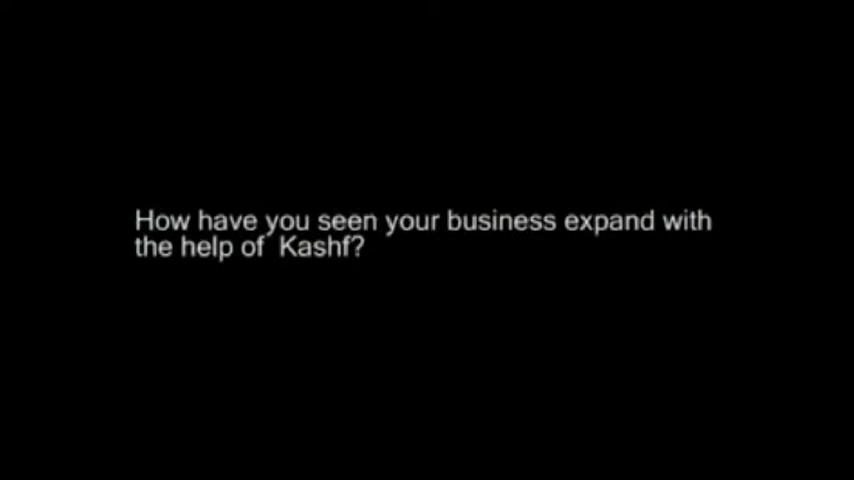 How have you seen your business expand with
the help of  Kashf?